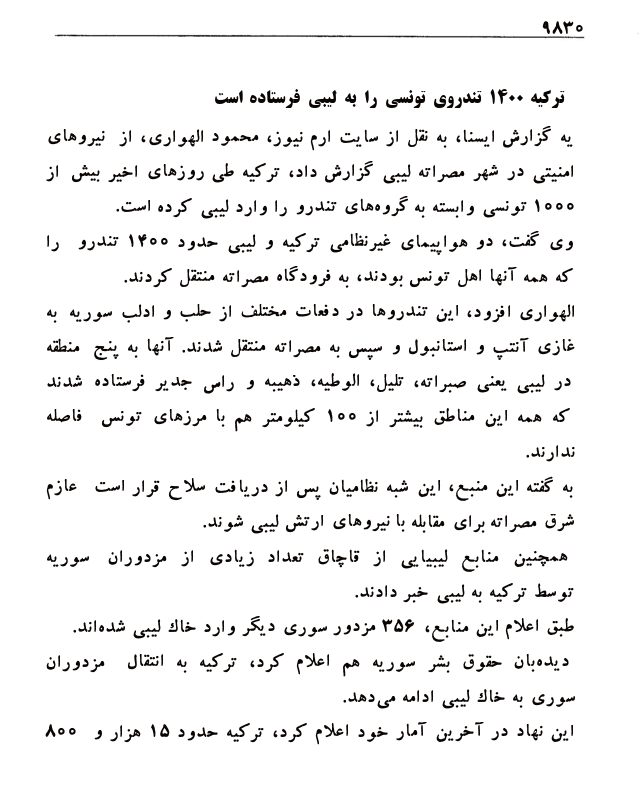 ۹۸۳۰
ترکیه ۱۴۰۰ تندروی تونسی را به لیبی فرستاده است
یه گزارش ایسنا، به نقل از سایت ارم نیوز، محمود الهواری، از نیروهای
امنیتی در شهر مصراته لیبی گزارش داد، ترکیه طی روزهای اخیر بیش از
۱۰۰۰ تونسی وابسته به گروه‌های تندرو را وارد لیبی کرده است.
وی گفت، دو هواپیمای غیرنظامی ترکیه و لیبی حدود ۱۴۰۰ تندرو را
که همه آنها اهل تونس بودند، به فرودگاه مصراته منتقل کردند.
الهواری افزود، این تندروها در دفعات مختلف از حلب و ادلب سوریه به
غازی آنتپ و استانبول و سپس به مصراته منتقل شدند. آنها به پنج منطقه
در لیبی یعنی صبراته، تلیل، الوطیه، ذهیبه و راس جدیر فرستاده شدند
که همه این مناطق بیشتر از ۱۰۰ کیلومتر هم با مرزهای تونس فاصله
ندارند.
به گفته این منبع، این شبه نظامیان پس از دریافت سلاح قرار است عازم
شرق مصراته برای مقابله با نیروهای ارتش لیبی شوند.
همچنین منابع لیبیایی از قاچاق تعداد زیادی از مزدوران سوریه
توسط ترکیه به لیبی خبر دادند.
طبق اعلام این منابع، ۳۵۶ مزدور سوری دیگر وارد خاك لیبی شده‌اند.
دیده‌بان حقوق بشر سوریه هم اعلام کرد، ترکیه به انتقال مزدوران
سوری به خاك لیبی ادامه می‌دهد.
این نهاد در آخرین آمار خود اعلام کرد، ترکیه حدود ۱۵ هزار و ۸۰۰